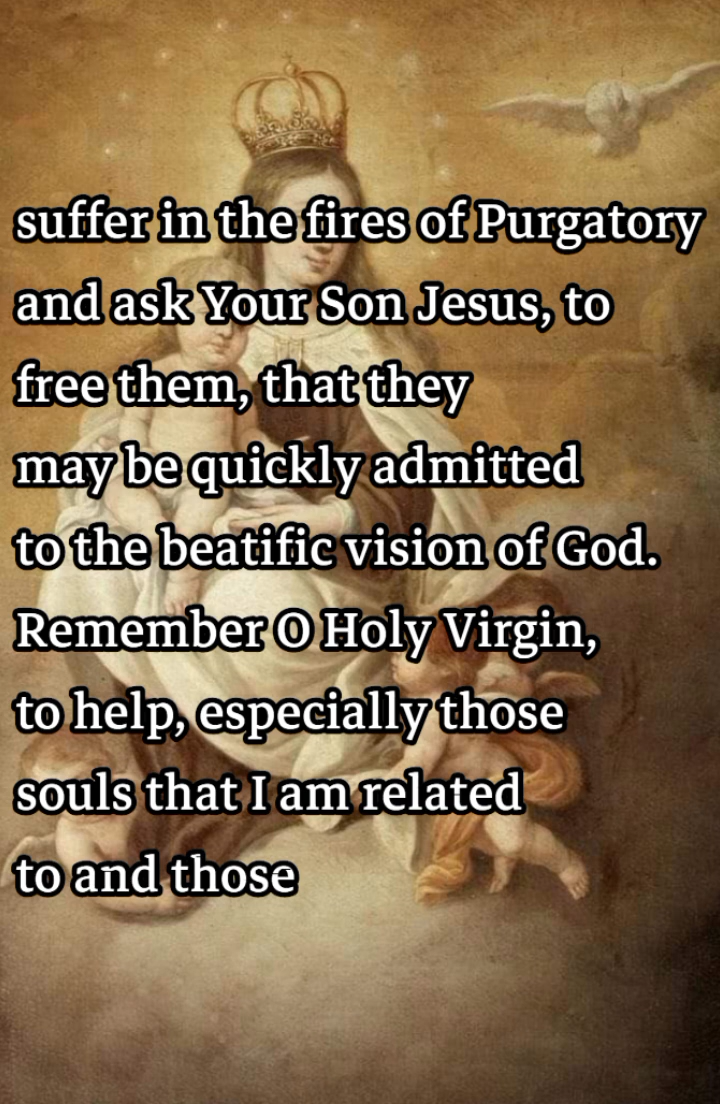 suffer in the fires of Purgatory
and ask Your Son Jesus, to
free them, that they
may be quickly admitted
to the beatific vision of God.
Remember O Holy Virgin,
to help, especially those
souls that I am related
to and those